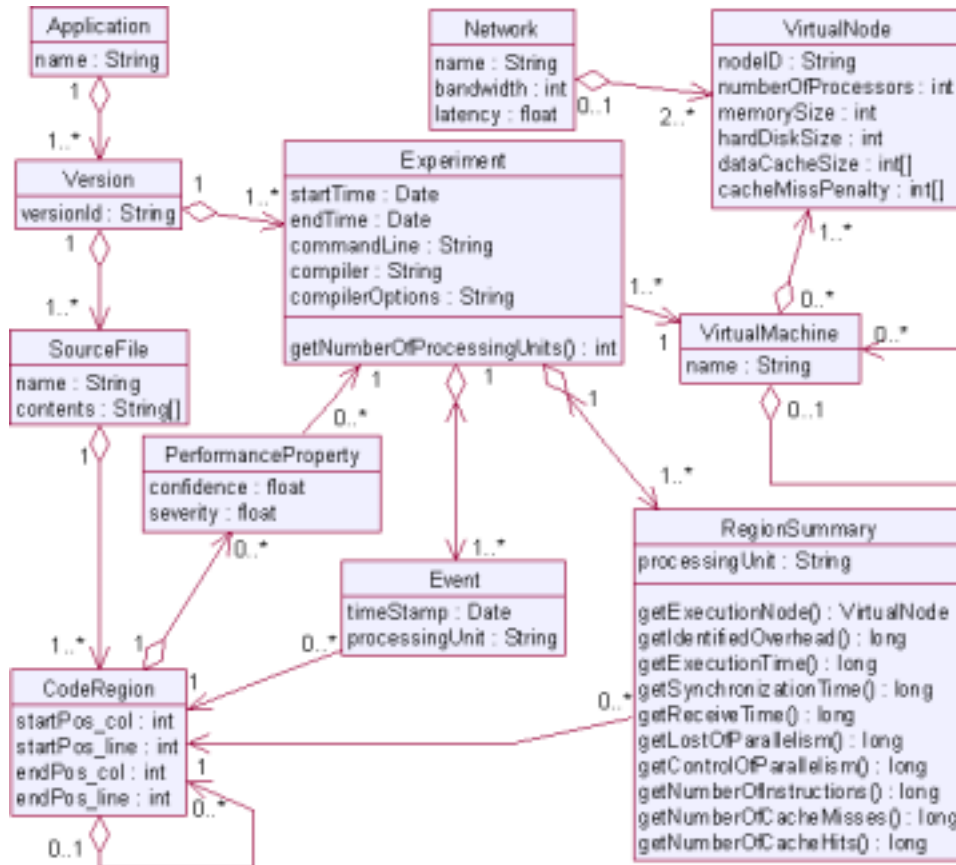 Application
name : String
1
1..*
Version
versionId : String
1
1..*
1
1..*
SourceFile
name : String
contents : String[]
1
1..*
Network
name : String
bandwidth : int
latency : float
0..1
2..*
VirtualNode
nodeID : String
numberOfProcessors : int
memorySize : int
hardDiskSize : int
dataCacheSize : int[]
cacheMissPenalty : int[]
1..*
0..*
Experiment
startTime : Date
endTime : Date
commandLine : String
compiler : String
compilerOptions : String
getNumberOfProcessingUnits() : int
1..*
1
VirtualMachine
name : String
0..*
0..1
1
0..*
1
1..*
1
1..*
PerformanceProperty
confidence : float
severity : float
0..*
1
Event
timeStamp : Date
processingUnit : String
0..*
1
RegionSummary
processingUnit : String
getExecutionNode() : VirtualNode
getIdentifiedOverhead() : long
getExecutionTime() : long
getSynchronizationTime() : long
getReceiveTime() : long
getLostOfParallelism() : long
getControlOfParallelism() : long
getNumberOfInstructions() : long
getNumberOfCacheMisses() : long
getNumberOfCacheHits() : long
0..*
1
CodeRegion
startPos_col : int
startPos_line : int
endPos_col : int
endPos_line : int
0..*
0..1